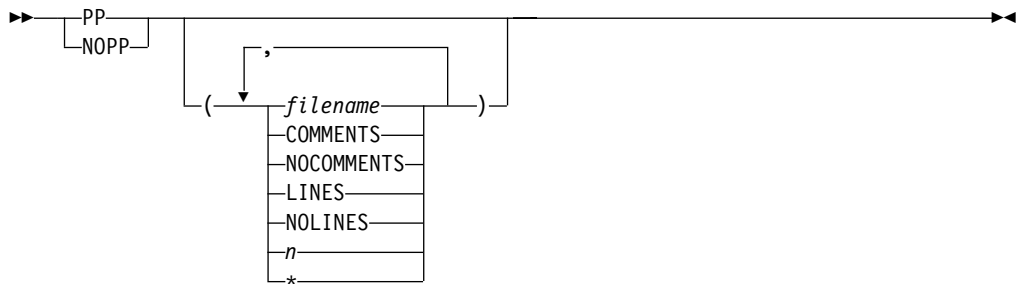 PP
NOPP
,
( filename )
COMMENTS
NOCOMMENTS
LINES
NOLINES
n
*